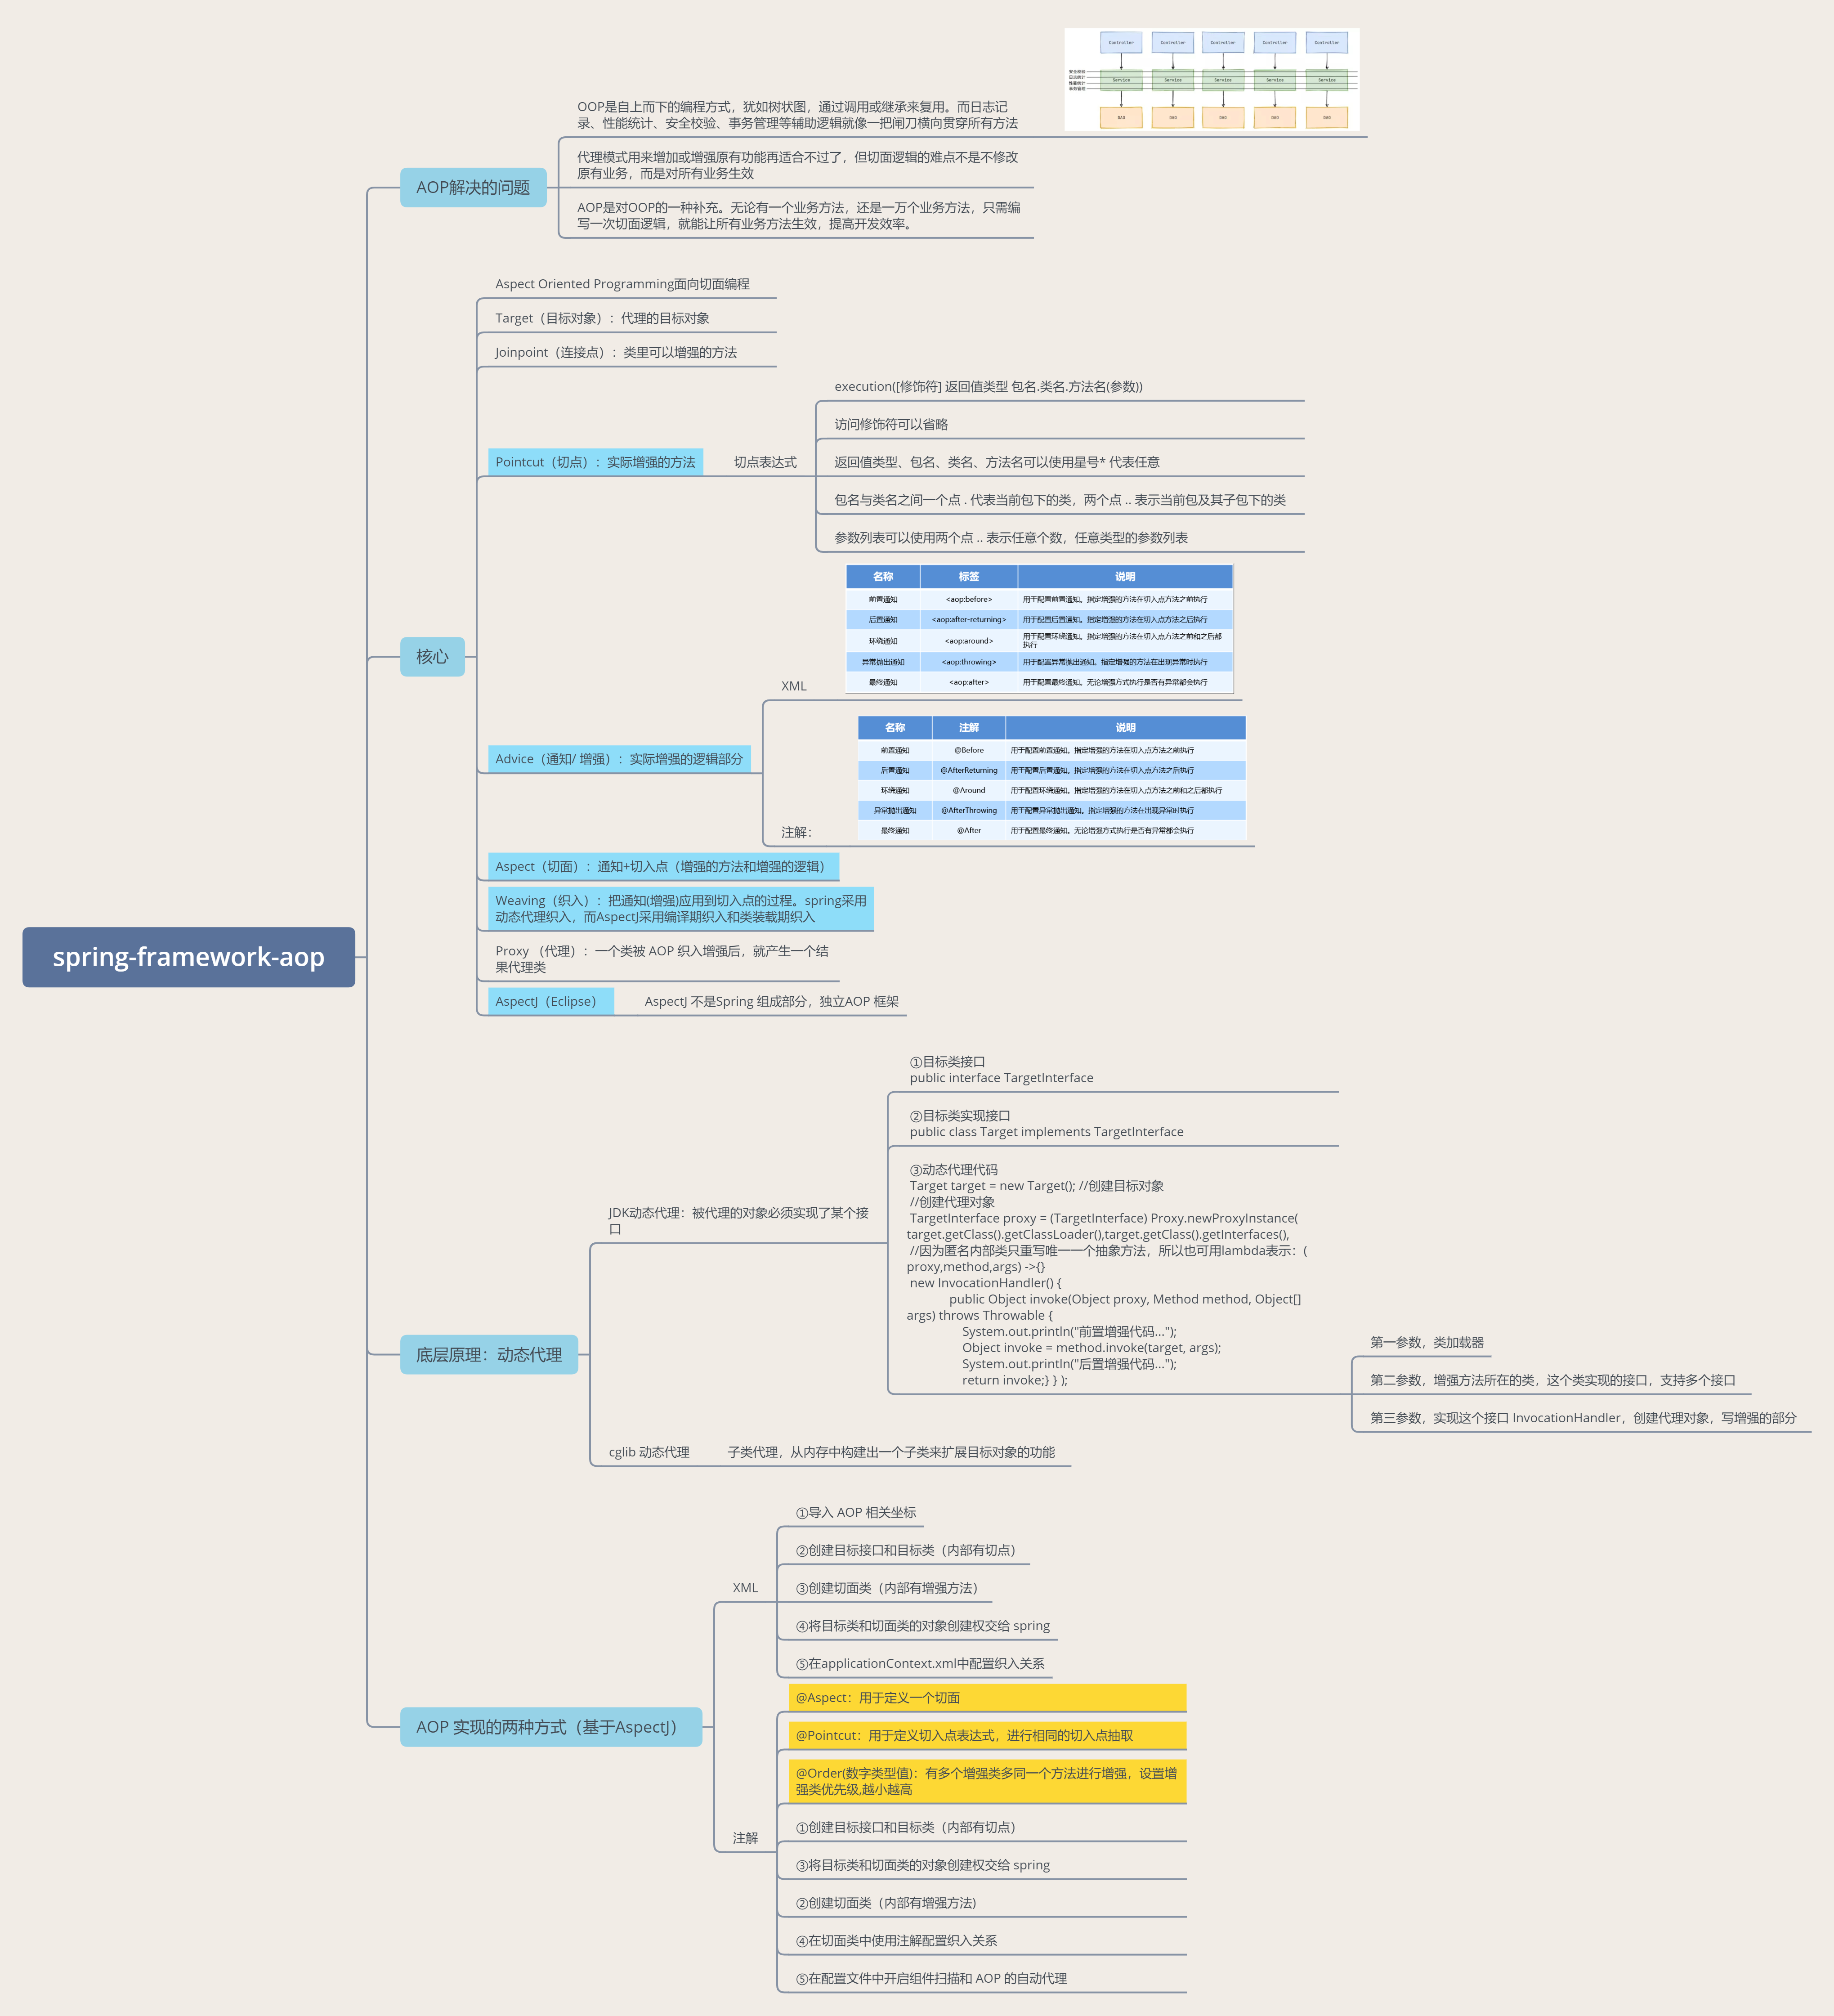 spring-framework-aop
AOP解决的问题
OOP是自上而下的编程方式，犹如树状图，通过调用或继承来复用。而日志记
录、性能统计、安全校验、事务管理等辅助逻辑就像一把闸刀横向贯穿所有方法
Controller Controller Controller Controller Controller
安全校验
日志统计
性能统计
事务管理
Service Service Service Service Service
DAO DAO DAO DAO DAO
代理模式用来增加或增强原有功能再适合不过了，但切面逻辑的难点不是不修改
原有业务，而是对所有业务生效
AOP是对OOP的一种补充。无论有一个业务方法，还是一万个业务方法，只需编
写一次切面逻辑，就能让所有业务方法生效，提高开发效率。
核心
Aspect Oriented Programming面向切面编程
Target（目标对象）：代理的目标对象
Joinpoint（连接点）：类里可以增强的方法
Pointcut（切点）：实际增强的方法
切点表达式
execution([修饰符] 返回值类型 包名.类名.方法名(参数))
访问修饰符可以省略
返回值类型、包名、类名、方法名可以使用星号* 代表任意
包名与类名之间一个点 . 代表当前包下的类，两个点 .. 表示当前包及其子包下的类
参数列表可以使用两个点 .. 表示任意个数，任意类型的参数列表
Advice（通知/ 增强）：实际增强的逻辑部分
XML
名称 标签 说明
前置通知 <aop:before> 用于配置前置通知。指定增强的方法在切入点方法之前执行
后置通知 <aop:after-returning> 用于配置后置通知。指定增强的方法在切入点方法之后执行
环绕通知 <aop:around> 用于配置环绕通知。指定增强的方法在切入点方法之前和之后都
执行
异常抛出通知 <aop:throwing> 用于配置异常抛出通知。指定增强的方法在出现异常时执行
最终通知 <aop:after> 用于配置最终通知。无论增强方式执行是否有异常都会执行
注解：
名称 注解 说明
前置通知 @Before 用于配置前置通知。指定增强的方法在切入点方法之前执行
后置通知 @AfterReturning 用于配置后置通知。指定增强的方法在切入点方法之后执行
环绕通知 @Around 用于配置环绕通知。指定增强的方法在切入点方法之前和之后都执行
异常抛出通知 @AfterThrowing 用于配置异常抛出通知。指定增强的方法在出现异常时执行
最终通知 @After 用于配置最终通知。无论增强方式执行是否有异常都会执行
Aspect（切面）：通知+切入点（增强的方法和增强的逻辑）
Weaving（织入）：把通知(增强)应用到切入点的过程。spring采用
动态代理织入，而AspectJ采用编译期织入和类装载期织入
Proxy （代理）：一个类被 AOP 织入增强后，就产生一个结
果代理类
AspectJ（Eclipse）
AspectJ 不是Spring 组成部分，独立AOP 框架
底层原理：动态代理
JDK动态代理：被代理的对象必须实现了某个接
口
①目标类接口
public interface TargetInterface
②目标类实现接口
public class Target implements TargetInterface
③动态代理代码
Target target = new Target(); //创建目标对象
//创建代理对象
TargetInterface proxy = (TargetInterface) Proxy.newProxyInstance(
target.getClass().getClassLoader(),target.getClass().getInterfaces(),
//因为匿名内部类只重写唯一一个抽象方法，所以也可用lambda表示：(
proxy,method,args) ->{}
new InvocationHandler() {
public Object invoke(Object proxy, Method method, Object[]
args) throws Throwable {
System.out.println("前置增强代码...");
Object invoke = method.invoke(target, args);
System.out.println("后置增强代码...");
return invoke;} } );
第一参数，类加载器
第二参数，增强方法所在的类，这个类实现的接口，支持多个接口
第三参数，实现这个接口 InvocationHandler，创建代理对象，写增强的部分
cglib 动态代理
子类代理，从内存中构建出一个子类来扩展目标对象的功能
AOP 实现的两种方式（基于AspectJ）
XML
①导入 AOP 相关坐标
②创建目标接口和目标类（内部有切点）
③创建切面类（内部有增强方法）
④将目标类和切面类的对象创建权交给 spring
⑤在applicationContext.xml中配置织入关系
注解
@Aspect：用于定义一个切面
@Pointcut：用于定义切入点表达式，进行相同的切入点抽取
@Order(数字类型值)：有多个增强类多同一个方法进行增强，设置增
强类优先级,越小越高
①创建目标接口和目标类（内部有切点）
③将目标类和切面类的对象创建权交给 spring
②创建切面类（内部有增强方法)
④在切面类中使用注解配置织入关系
⑤在配置文件中开启组件扫描和 AOP 的自动代理